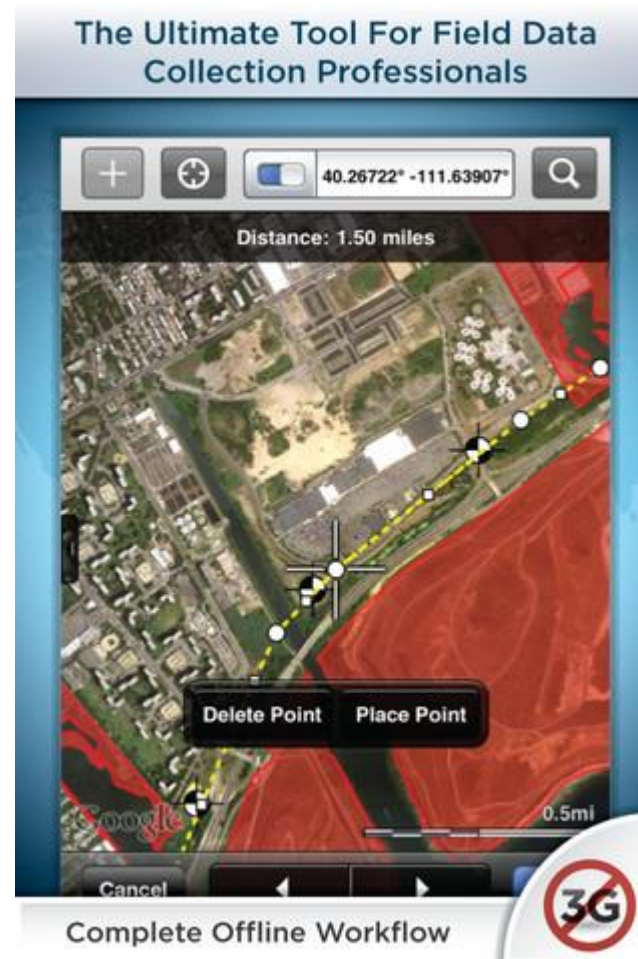 The Ultimate Tool For Field Data
Collection Professionals
40.26722° -111.63907°
Distance: 1.50 miles
Delete Point
Place Point
Google
0.5mi
Cancel
3G
Complete Offline Workflow